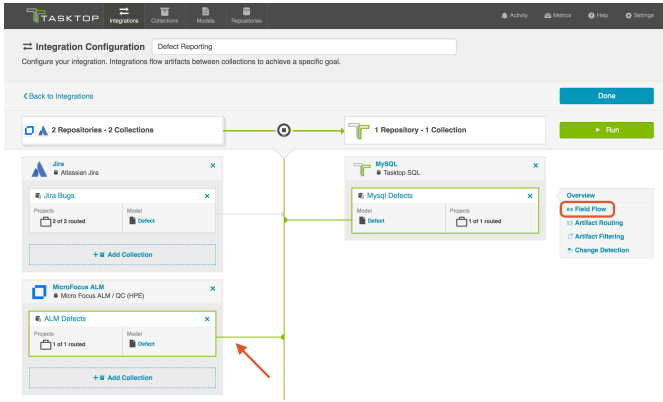 TASKTOP
Integrations
Collections
Models
Repositories
Activity
Metrics
Help
Settings
Integration Configuration
Defect Reporting
Configure your integration. Integrations flow artifacts between collections to achieve a specific goal.
Back to Integrations
Done
2 Repositories - 2 Collections
1 Repository - 1 Collection
Run
Jira
Atlassian Jira
Jira Bugs
Projects
2 of 2 routed
Model
Defect
+ Add Collection
MySQL
Tasktop SQL
Mysql Defects
Model
Defect
Projects
1 of 1 routed
Overview
Field Flow
Artifact Routing
Artifact Filtering
Change Detection
MicroFocus ALM
Micro Focus ALM / QC (HPE)
ALM Defects
Projects
1 of 1 routed
Model
Defect
+ Add Collection